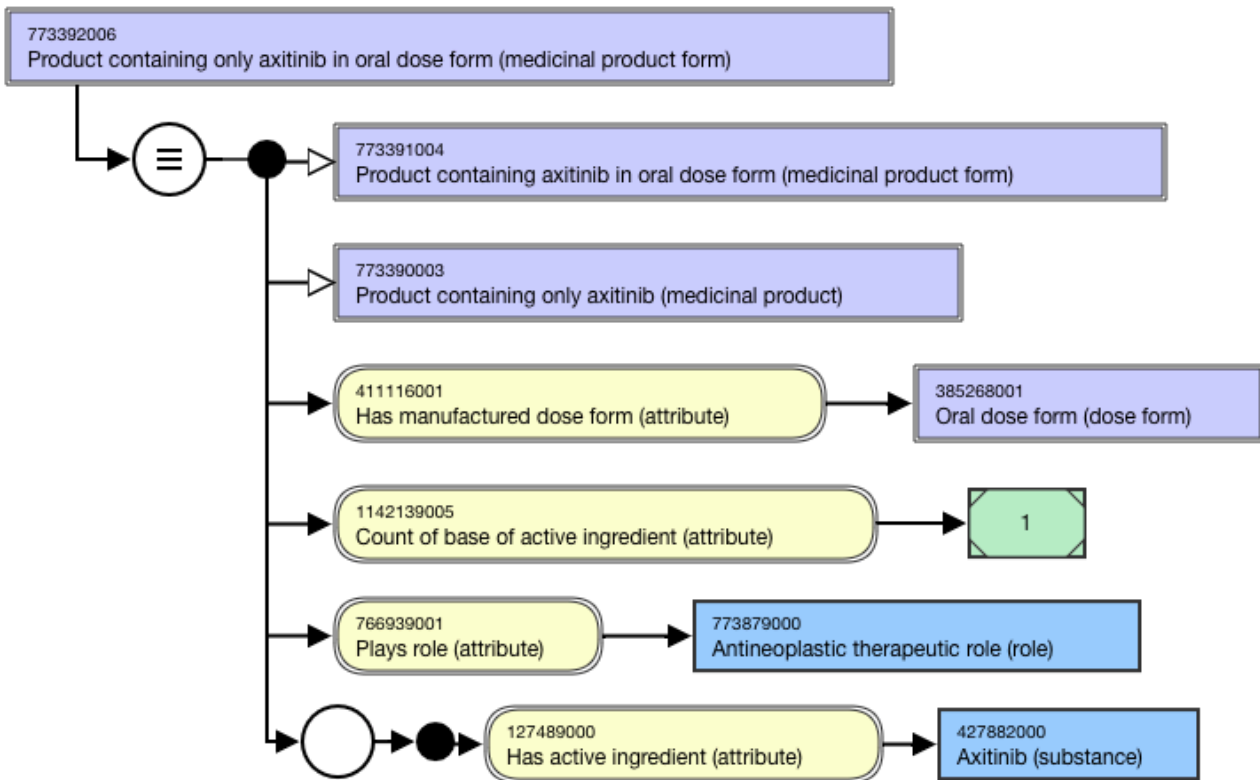 773392006
Product containing only axitinib in oral dose form (medicinal product form)
773391004
Product containing axitinib in oral dose form (medicinal product form)
773390003
Product containing only axitinib (medicinal product)
411116001
Has manufactured dose form (attribute)
385268001
Oral dose form (dose form)
1142139005
Count of base of active ingredient (attribute)
1
766939001
Plays role (attribute)
773879000
Antineoplastic therapeutic role (role)
127489000
Has active ingredient (attribute)
427882000
Axitinib (substance)